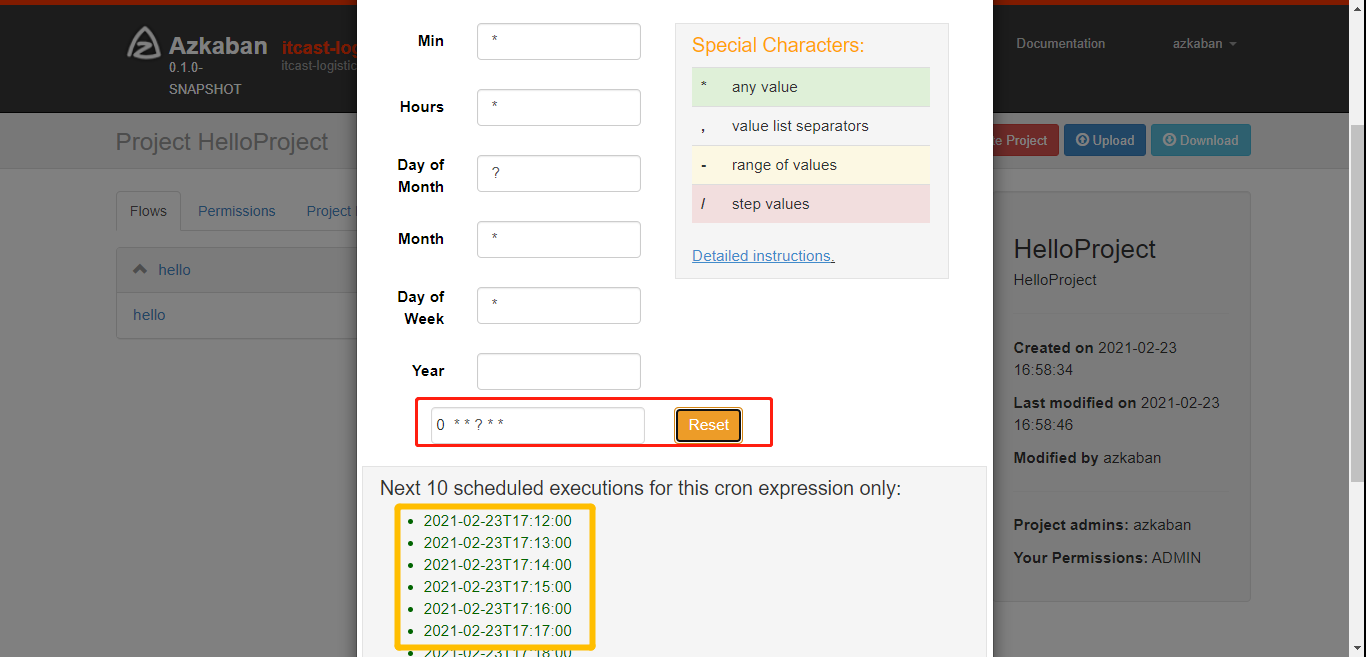 Azkaban
0.1.0-
SNAPSHOT
itcast-lo
itcast-logistic
Documentation
azkaban
Project HelloProject
te Project
Upload
Download
Flows
Permissions
Project
hello
hello
Min
*
Hours
*
Day of
Month
?
Month
*
Day of
Week
*
Year
0 * * ? * *
Reset
Special Characters:
* any value
, value list separators
- range of values
/ step values
Detailed instructions.
Next 10 scheduled executions for this cron expression only:
2021-02-23T17:12:00
2021-02-23T17:13:00
2021-02-23T17:14:00
2021-02-23T17:15:00
2021-02-23T17:16:00
2021-02-23T17:17:00
2021-02-23T17:18:00
HelloProject
HelloProject
Created on 2021-02-23
16:58:34
Last modified on 2021-02-23
16:58:46
Modified by azkaban
Project admins: azkaban
Your Permissions: ADMIN